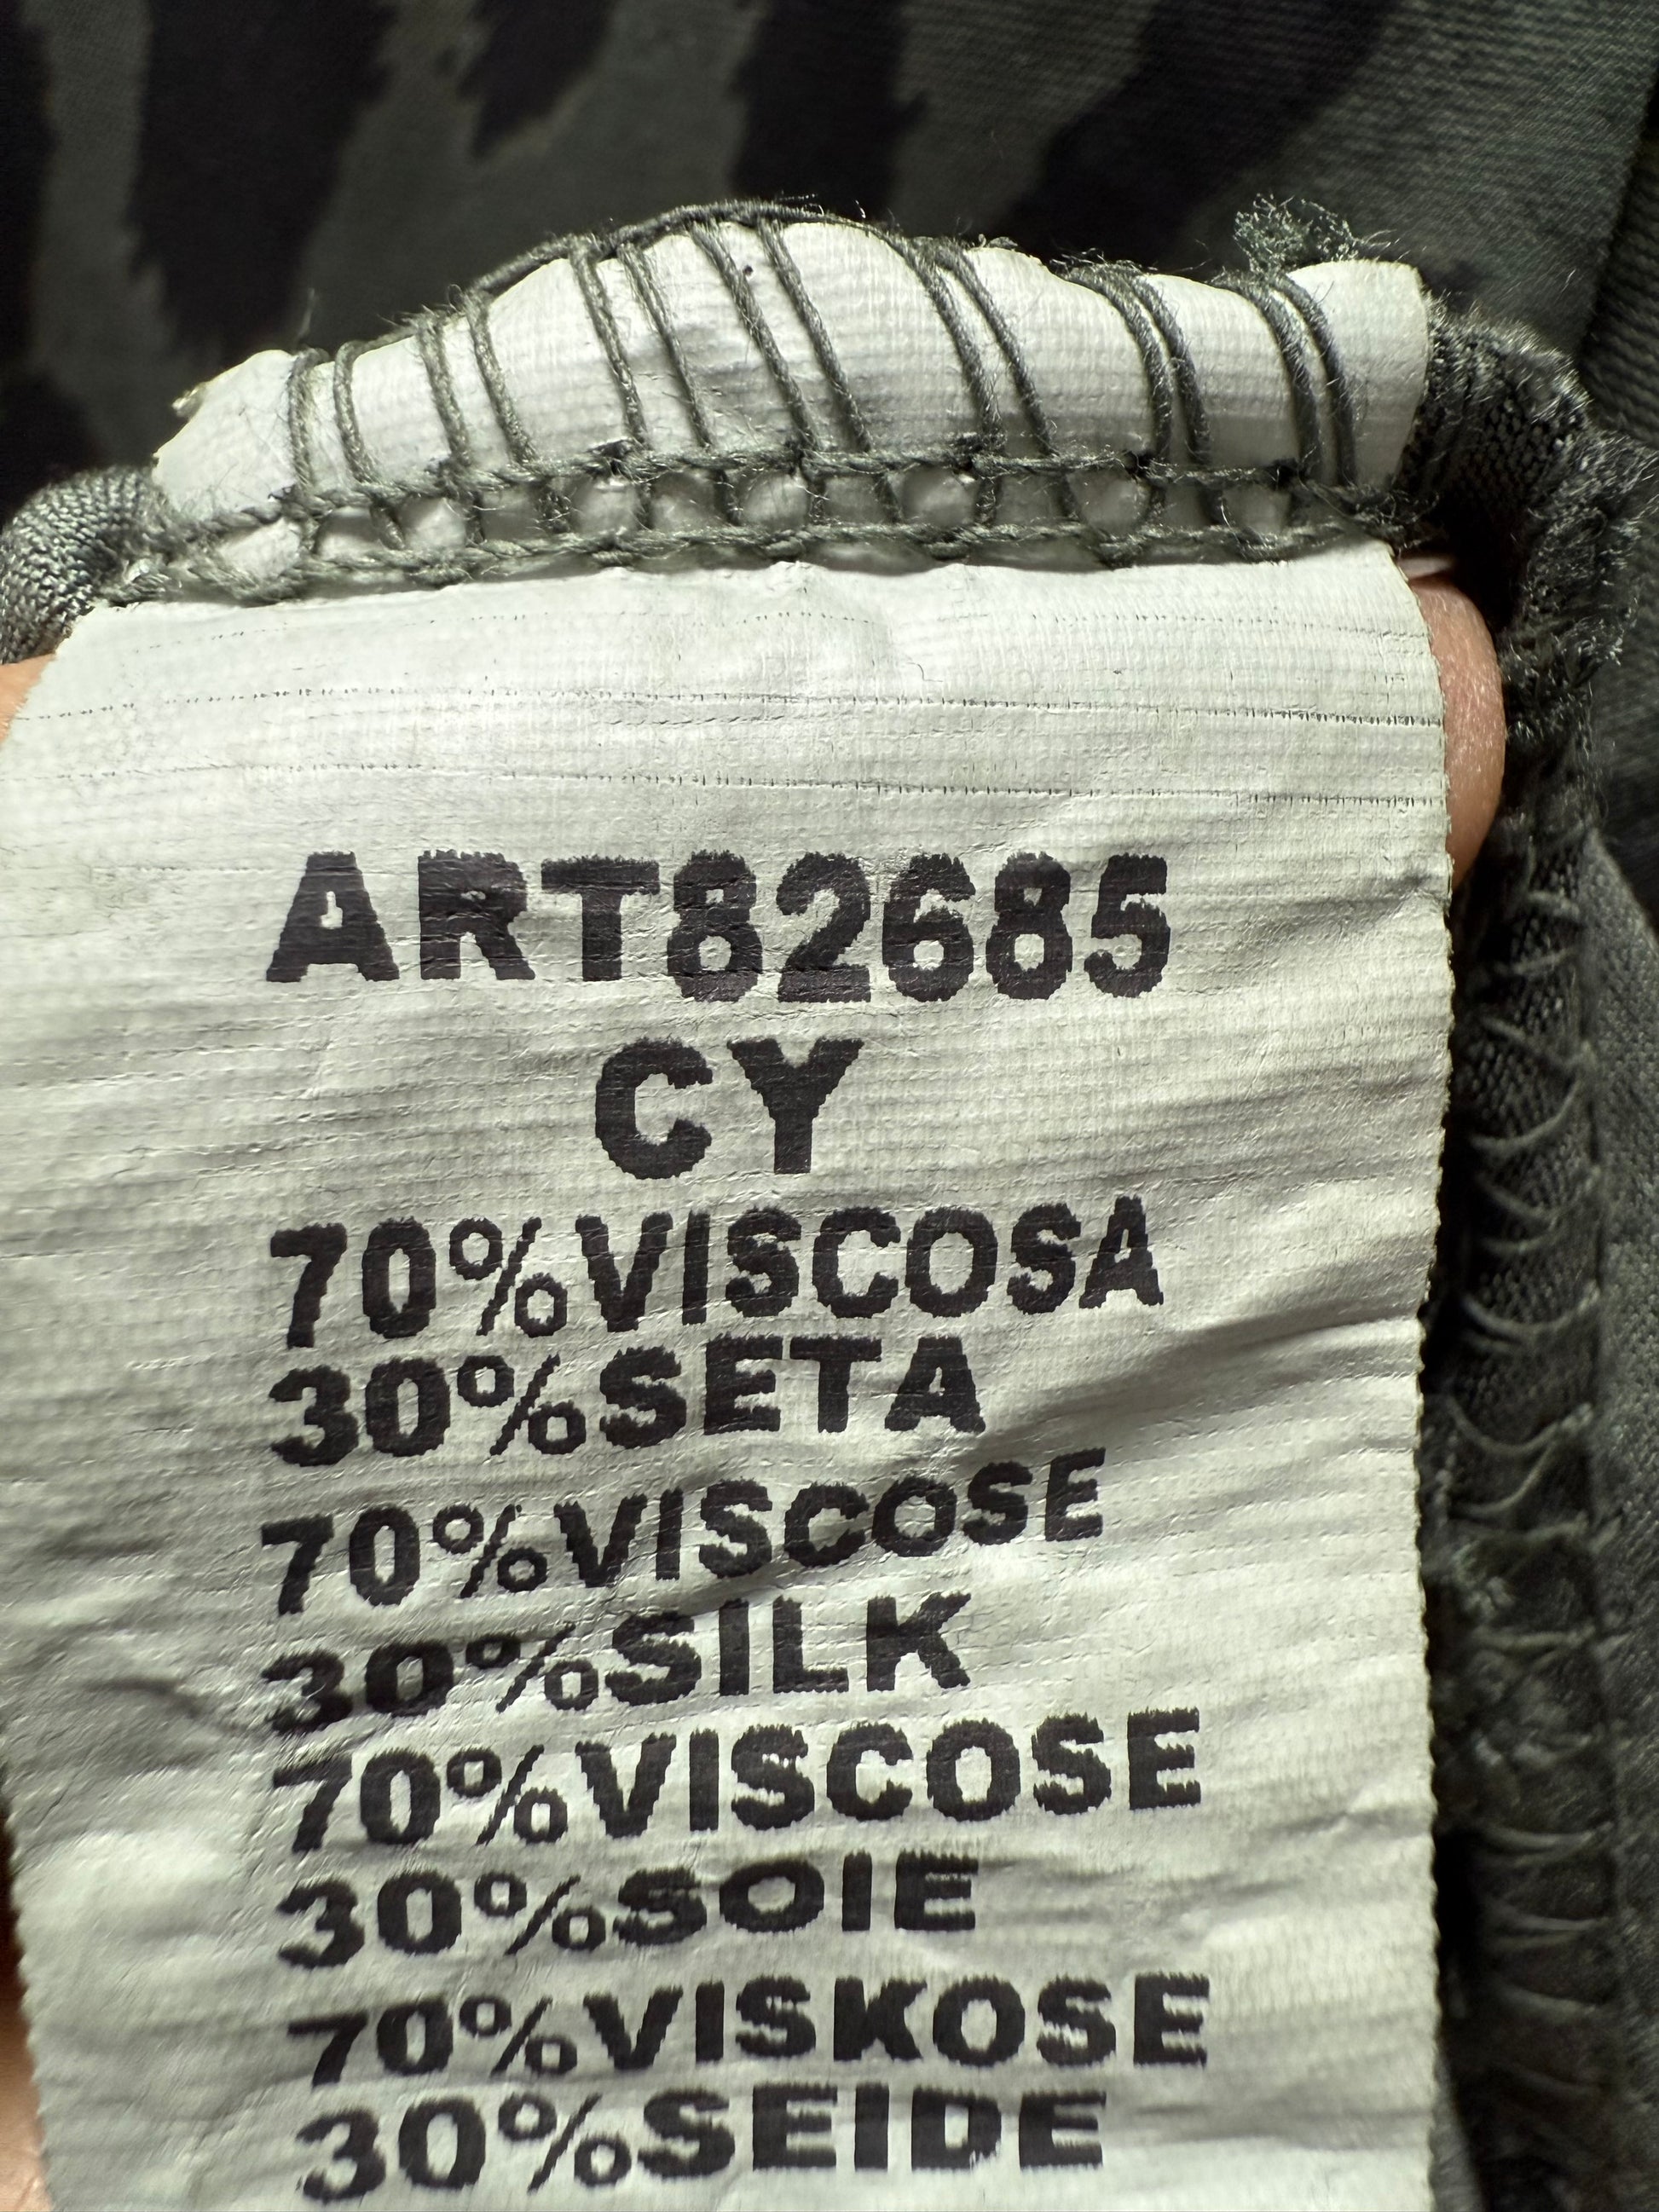 ART82685
CY
70%VISCOSA
30%SETA
70%VISCOSE
30%SILK
70%VISCOSE
30%SOIE
70%VISKOSE
30%SEIDE